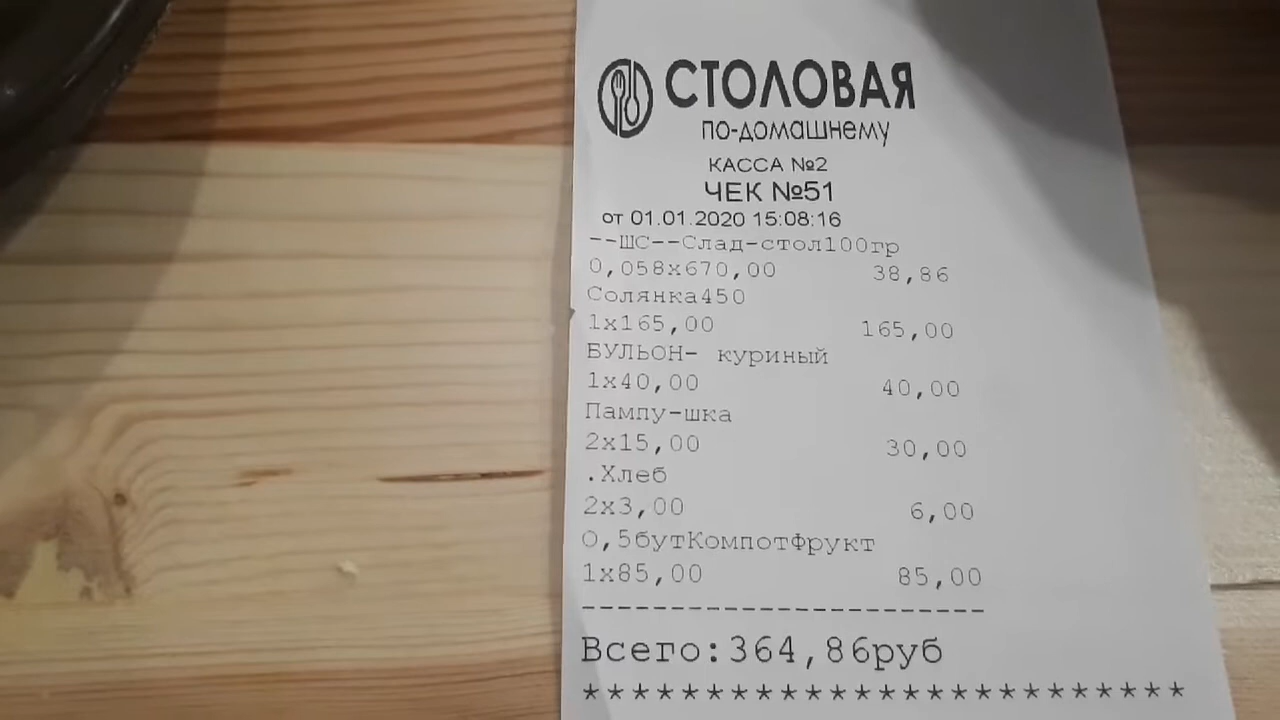 СТОЛОВАЯ
по-домашнему
КАССА №2
ЧЕК №51
от 01.01.2020 15:08:16
--ШС--Слад-стол100гр
0,058x670,00 38,86
Солянка450
1x165,00 165,00
БУЛЬОН- куриный
1x40,00 40,00
Пампу-шка
2x15,00 30,00
.Хлеб
2x3,00 6,00
0,5бутКомпотФрукт
1x85,00 85,00
-----------------------
Всего:364,86руб
*************************